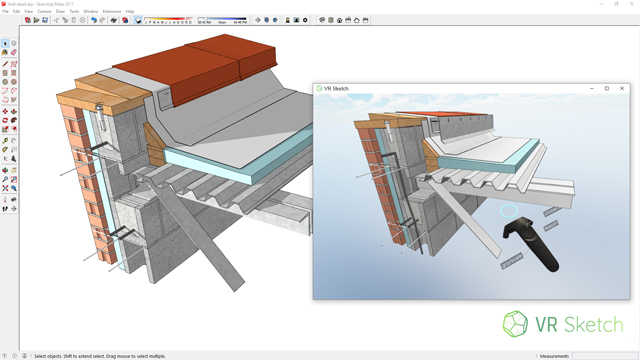 Wall detail.skp - SketchUp Make 2017
File Edit View Camera Draw Tools Window Extensions Help
J F M A M J J A S O N D
06:45 AM Noon 04:46 PM
VR Sketch
VR Sketch
Select objects. Shift to extend select. Drag mouse to select multiple.
Measurements